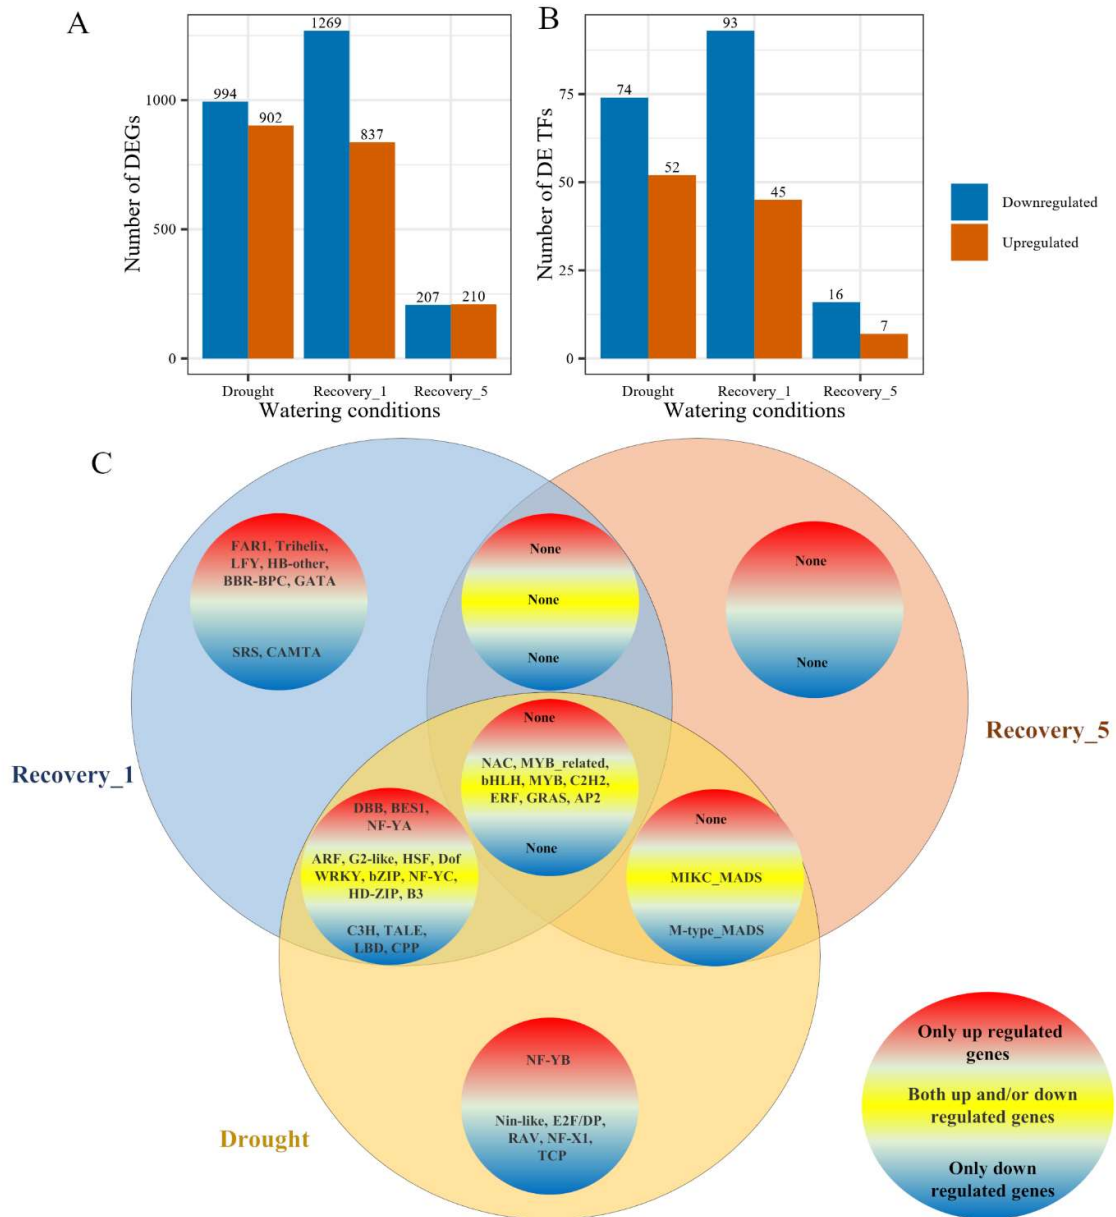 A
1269
994
902
837
207
210
1000
500
0
Number of DEGs
Drought
Recovery_1
Recovery_5
Watering conditions
B
93
74
52
45
16
7
75
50
25
0
Number of DE TFs
Drought
Recovery_1
Recovery_5
Watering conditions
Downregulated
Upregulated
C
FAR1, Trihelix,
LFY, HB-other,
BBR-BPC, GATA
SRS, CAMTA
None
None
None
None
None
Recovery_1
Recovery_5
None
NAC, MYB_related,
bHLH, MYB, C2H2,
ERF, GRAS, AP2
None
DBB, BES1,
NF-YA
ARF, G2-like, HSF, Dof
WRKY, bZIP, NF-YC,
HD-ZIP, B3
C3H, TALE,
LBD, CPP
None
MIKC_MADS
M-type_MADS
NF-YB
Nin-like, E2F/DP,
RAV, NF-X1,
TCP
Drought
Only up regulated
genes
Both up and/or down
regulated genes
Only down
regulated genes